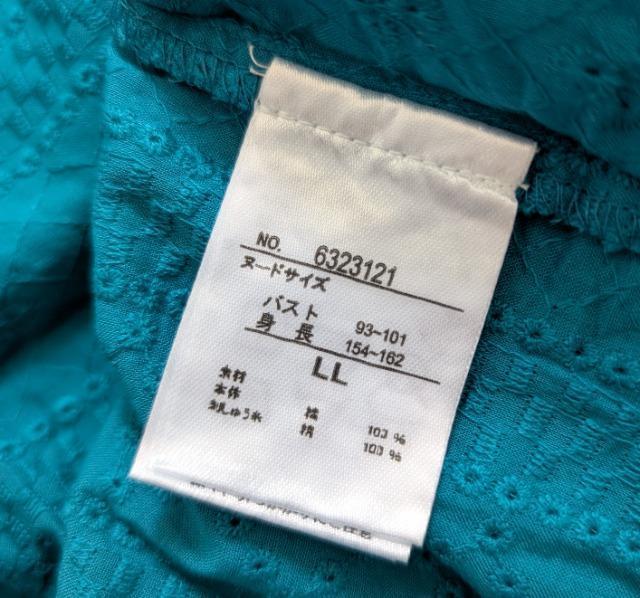 NO. 6323121
ヌードサイズ
バスト 93~101
身長 154~162
LL
素材
本体 綿 100%
刺しゅう糸 綿 100%